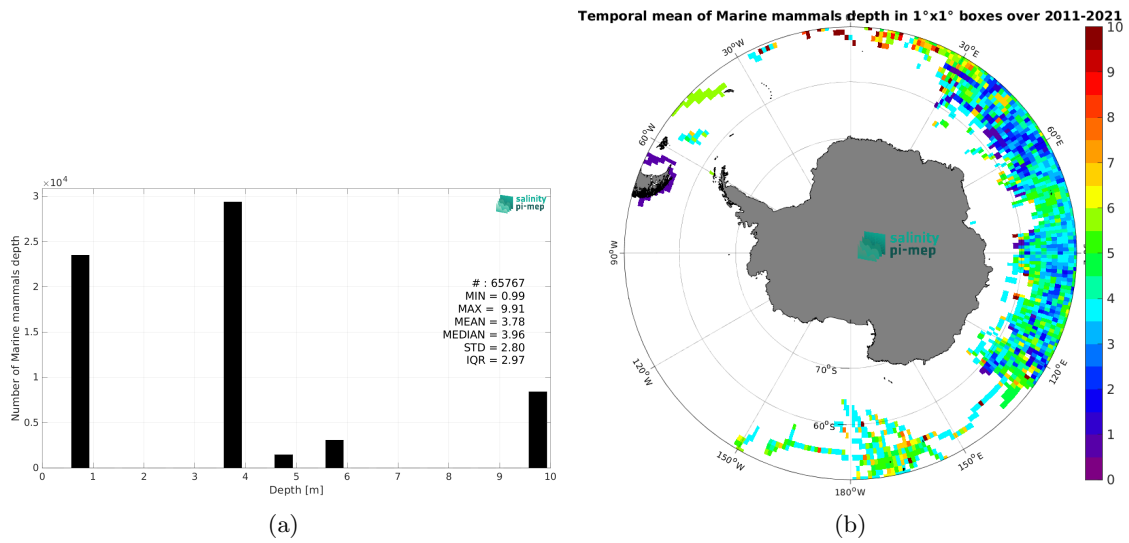 ×10⁴
3
2.5
2
1.5
1
0.5
0
0
1
2
3
4
5
6
7
8
9
10
Number of Marine mammals depth
Depth [m]
salinity
pi-mep
# : 65767
MIN = 0.99
MAX = 9.91
MEAN = 3.78
MEDIAN = 3.96
STD = 2.80
IQR = 2.97
(a)
Temporal mean of Marine mammals depth in 1°x1° boxes over 2011-2021
30°W
30°E
60°W
60°E
90°W
120°W
120°E
150°W
150°E
180°W
60°S
70°S
salinity
pi-mep
10
9
8
7
6
5
4
3
2
1
0
(b)